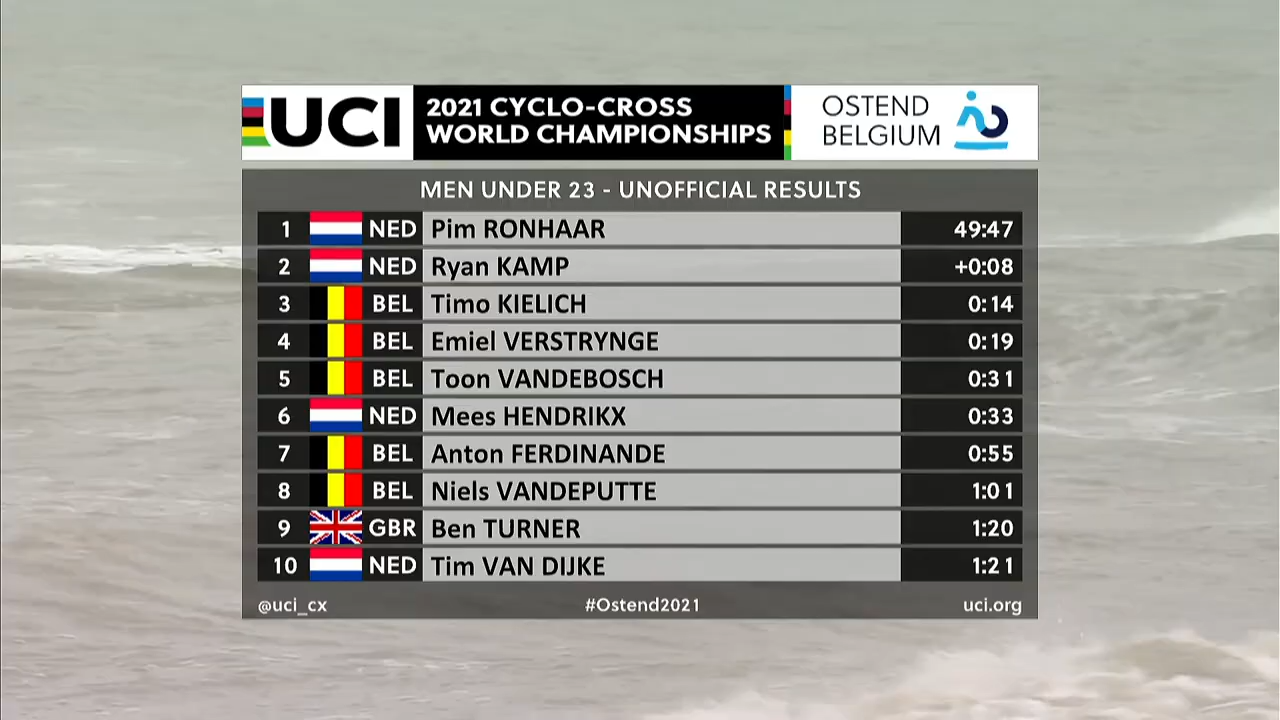 UCI
2021 CYCLO-CROSS
WORLD CHAMPIONSHIPS
OSTEND
BELGIUM
MEN UNDER 23 - UNOFFICIAL RESULTS
1 NED Pim RONHAAR 49:47
2 NED Ryan KAMP +0:08
3 BEL Timo KIELICH 0:14
4 BEL Emiel VERSTRYNGE 0:19
5 BEL Toon VANDEBOSCH 0:31
6 NED Mees HENDRIKX 0:33
7 BEL Anton FERDINANDE 0:55
8 BEL Niels VANDEPUTTE 1:01
9 GBR Ben TURNER 1:20
10 NED Tim VAN DIJKE 1:21
@uci_cx #Ostend2021 uci.org